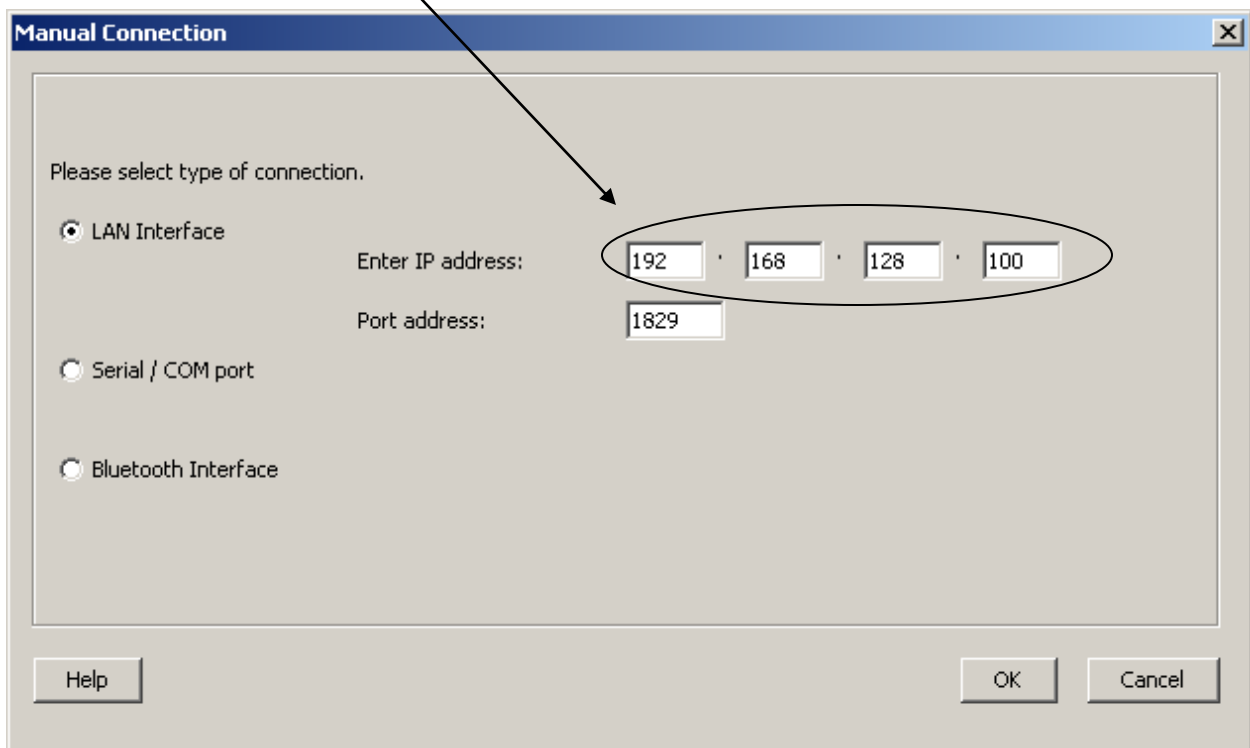 Manual Connection
Please select type of connection.
LAN Interface
Enter IP address: 192 . 168 . 128 . 100
Port address: 1829
Serial / COM port
Bluetooth Interface
Help OK Cancel